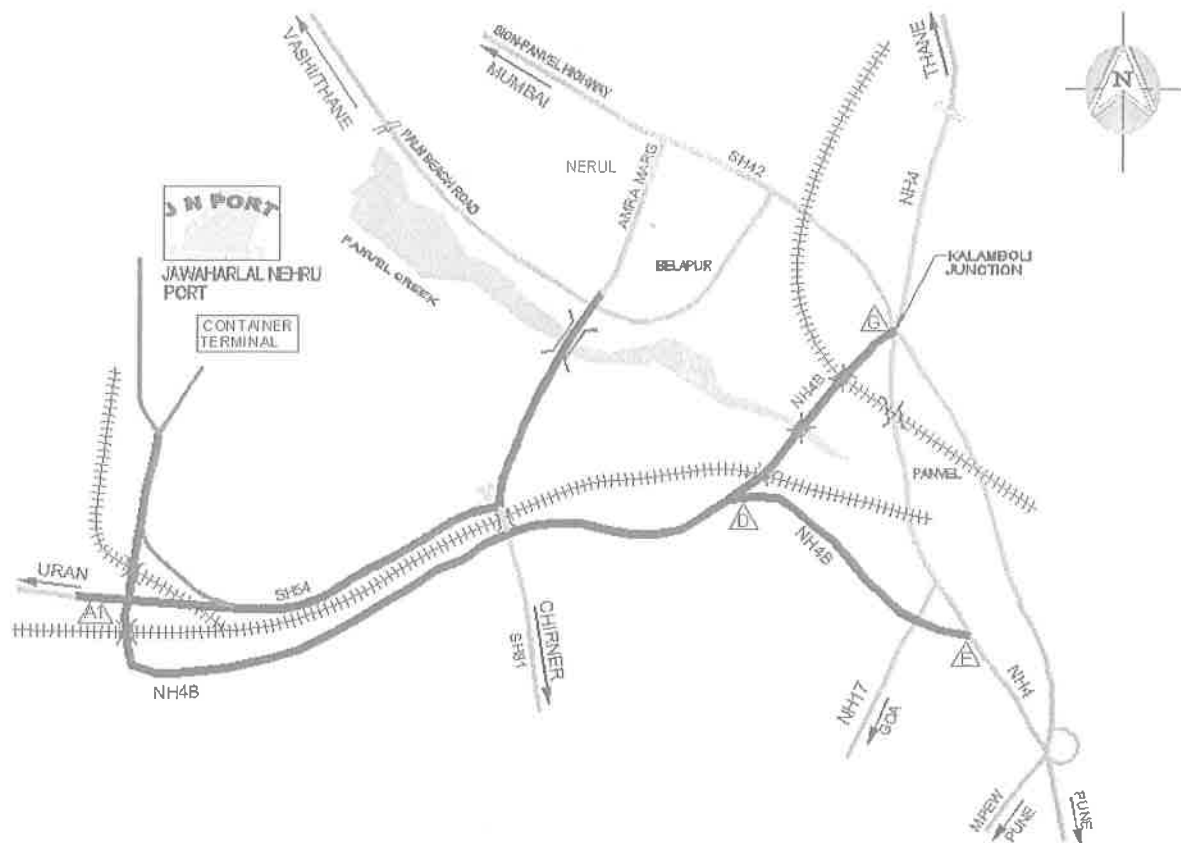 VASHI/THANE
BION-PANVEL HIGHWAY
MUMBAI
THANE
N
PALM BEACH ROAD
NERUL
AMRA MARG
SH42
NH4
J N PORT
JAWAHARLAL NEHRU
PORT
PANVEL CREEK
BELAPUR
KALAMBOLI
JUNCTION
CONTAINER
TERMINAL
G
NH4B
PANVEL
D
NH4B
URAN
A1
SH54
CHIRNER
SH81
NH4B
NH17
GOA
NH4
MPEW
PUNE
PUNE